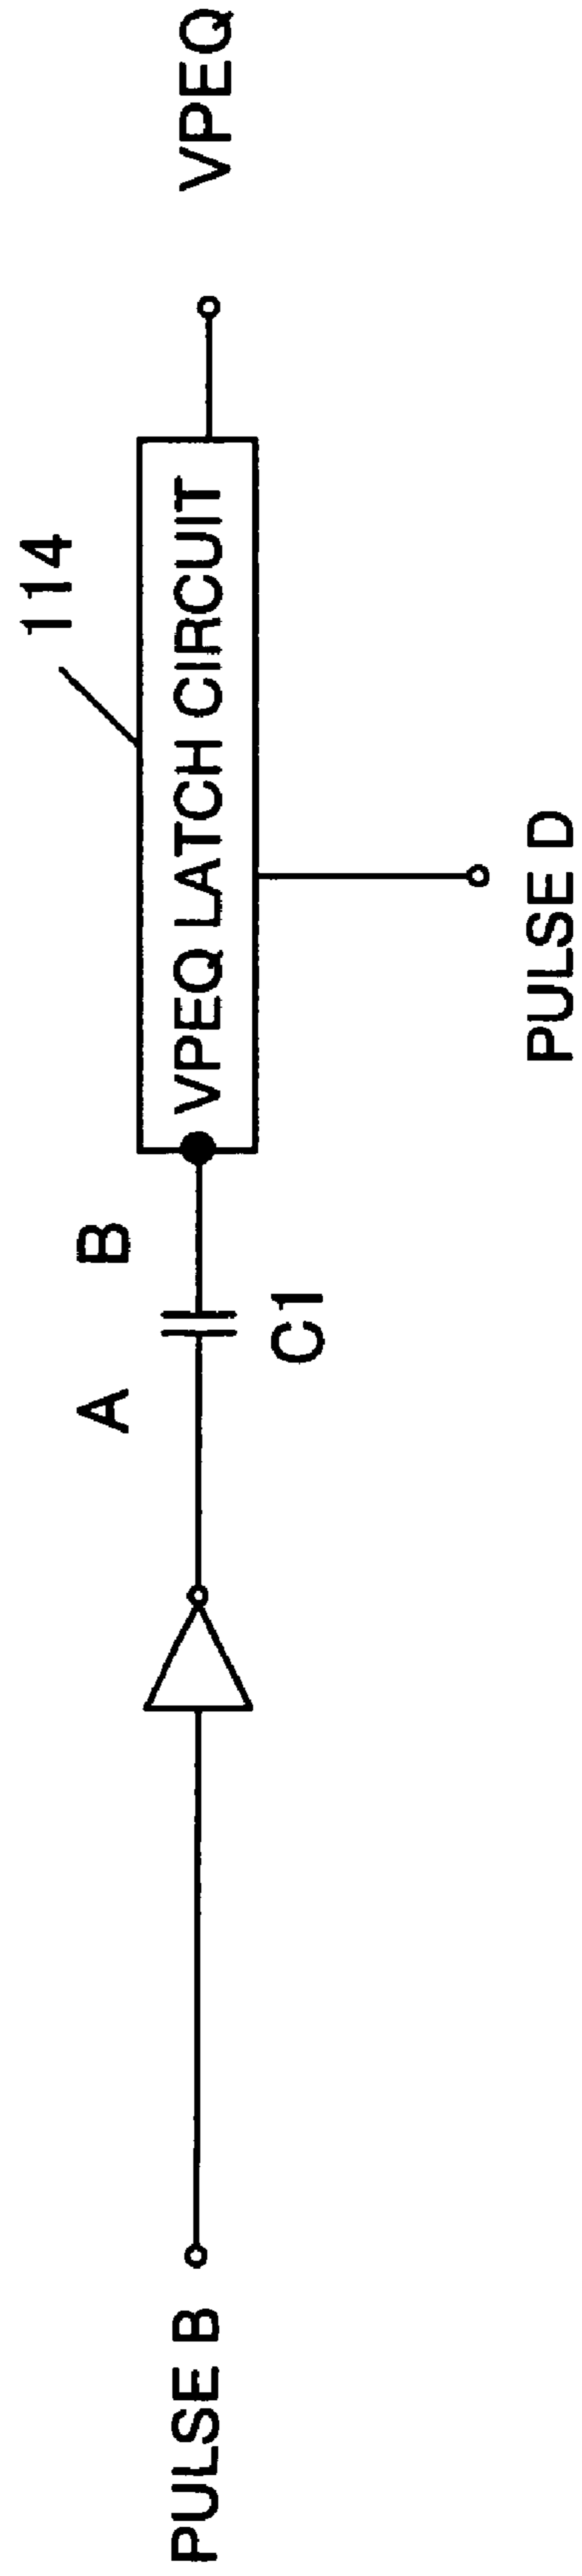 114
A
B
PULSE B
VPEQ LATCH CIRCUIT
VPEQ
C1
PULSE D